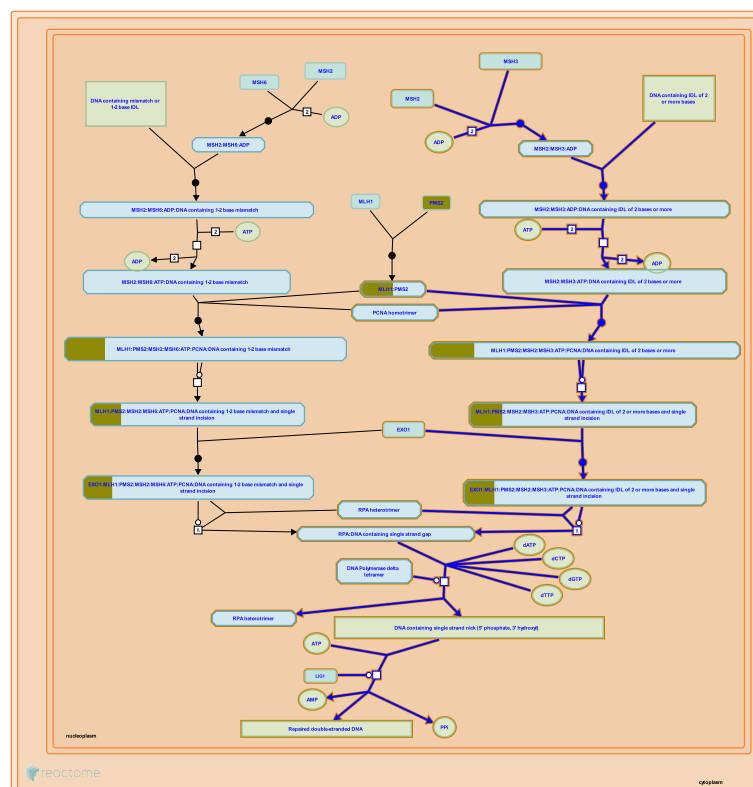 MSH3
MSH2
MSH6
DNA containing mismatch or
1-2 base IDL
DNA containing IDL of 2
or more bases
MSH2
2
ADP
2
ADP
MSH2:MSH6:ADP
MSH2:MSH3:ADP
MLH1
PMS2
MSH2:MSH6:ADP:DNA containing 1-2 base mismatch
MSH2:MSH3:ADP:DNA containing IDL of 2 bases or more
2
ATP
ATP
2
ADP
2
2
ADP
MSH2:MSH6:ATP:DNA containing 1-2 base mismatch
MLH1:PMS2
MSH2:MSH3:ATP:DNA containing IDL of 2 bases or more
PCNA homotrimer
MLH1:PMS2:MSH2:MSH6:ATP:PCNA:DNA containing 1-2 base mismatch
MLH1:PMS2:MSH2:MSH3:ATP:PCNA:DNA containing IDL of 2 bases or more
MLH1:PMS2:MSH2:MSH6:ATP:PCNA:DNA containing 1-2 base mismatch and single
strand incision
MLH1:PMS2:MSH2:MSH3:ATP:PCNA:DNA containing IDL of 2 or more bases and single
strand incision
EXO1
EXO1:MLH1:PMS2:MSH2:MSH6:ATP:PCNA:DNA containing 1-2 base mismatch and single
strand incision
EXO1:MLH1:PMS2:MSH2:MSH3:ATP:PCNA:DNA containing IDL of 2 or more bases and single
strand incision
RPA heterotrimer
RPA:DNA containing single strand gap
dATP
dCTP
dGTP
dTTP
DNA Polymerase delta
tetramer
RPA heterotrimer
DNA containing single strand nick (5' phosphate, 3' hydroxyl)
ATP
LIG1
AMP
PPi
Repaired double-stranded DNA
nucleoplasm
reactome
cytoplasm